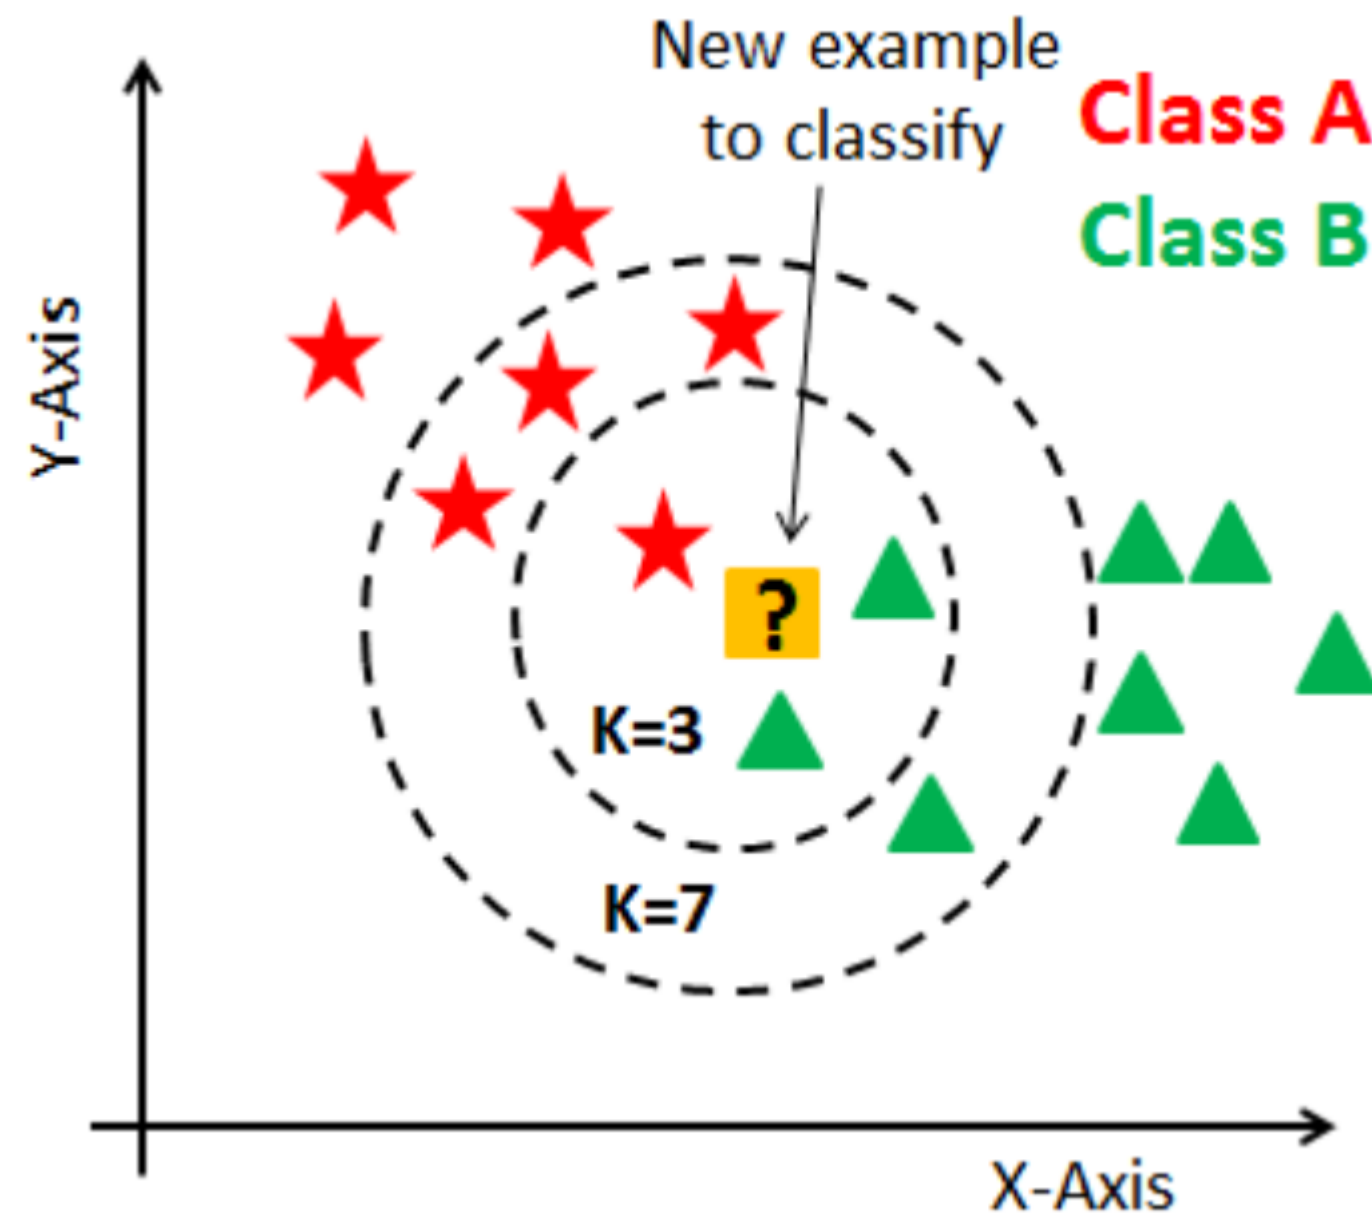 New example
to classify
Class A
Class B
Y-Axis
?
K=3
K=7
X-Axis